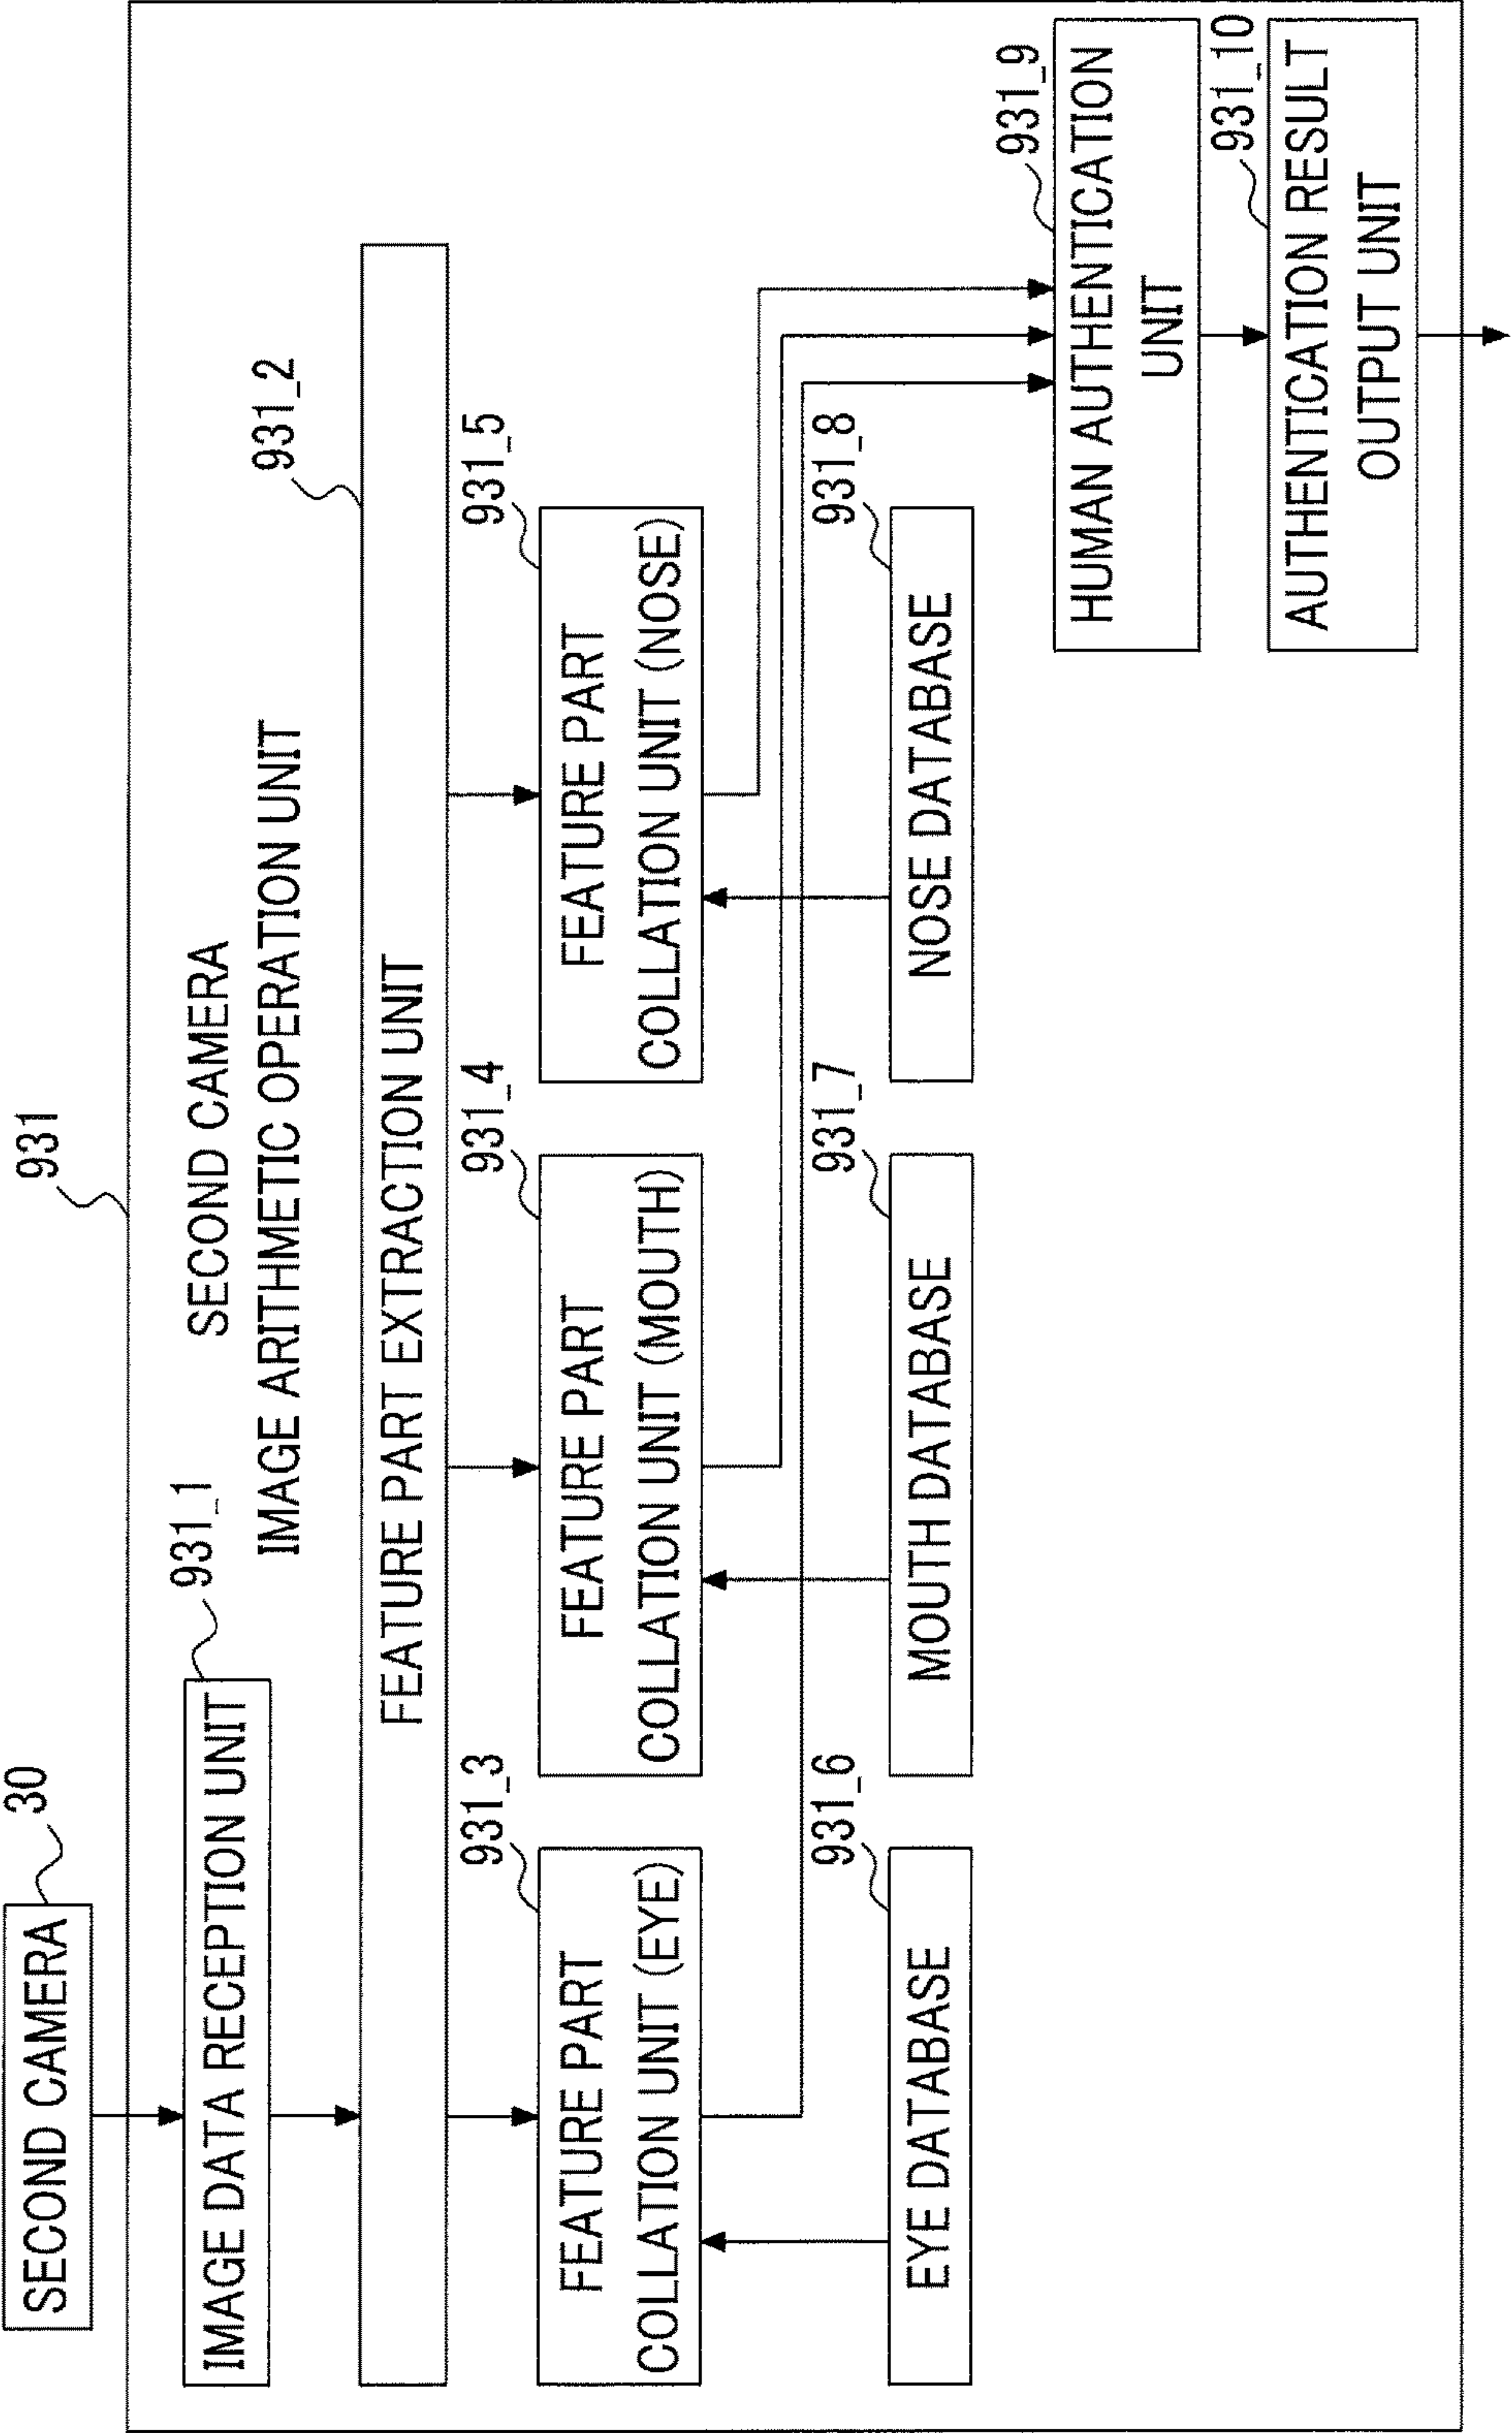 SECOND CAMERA
30
931
IMAGE DATA RECEPTION UNIT
931_1
SECOND CAMERA
IMAGE ARITHMETIC OPERATION UNIT
931_2
FEATURE PART EXTRACTION UNIT
931_3
FEATURE PART
COLLATION UNIT (EYE)
931_4
FEATURE PART
COLLATION UNIT (MOUTH)
931_5
FEATURE PART
COLLATION UNIT (NOSE)
931_6
EYE DATABASE
931_7
MOUTH DATABASE
931_8
NOSE DATABASE
931_9
HUMAN AUTHENTICATION
UNIT
931_10
AUTHENTICATION RESULT
OUTPUT UNIT